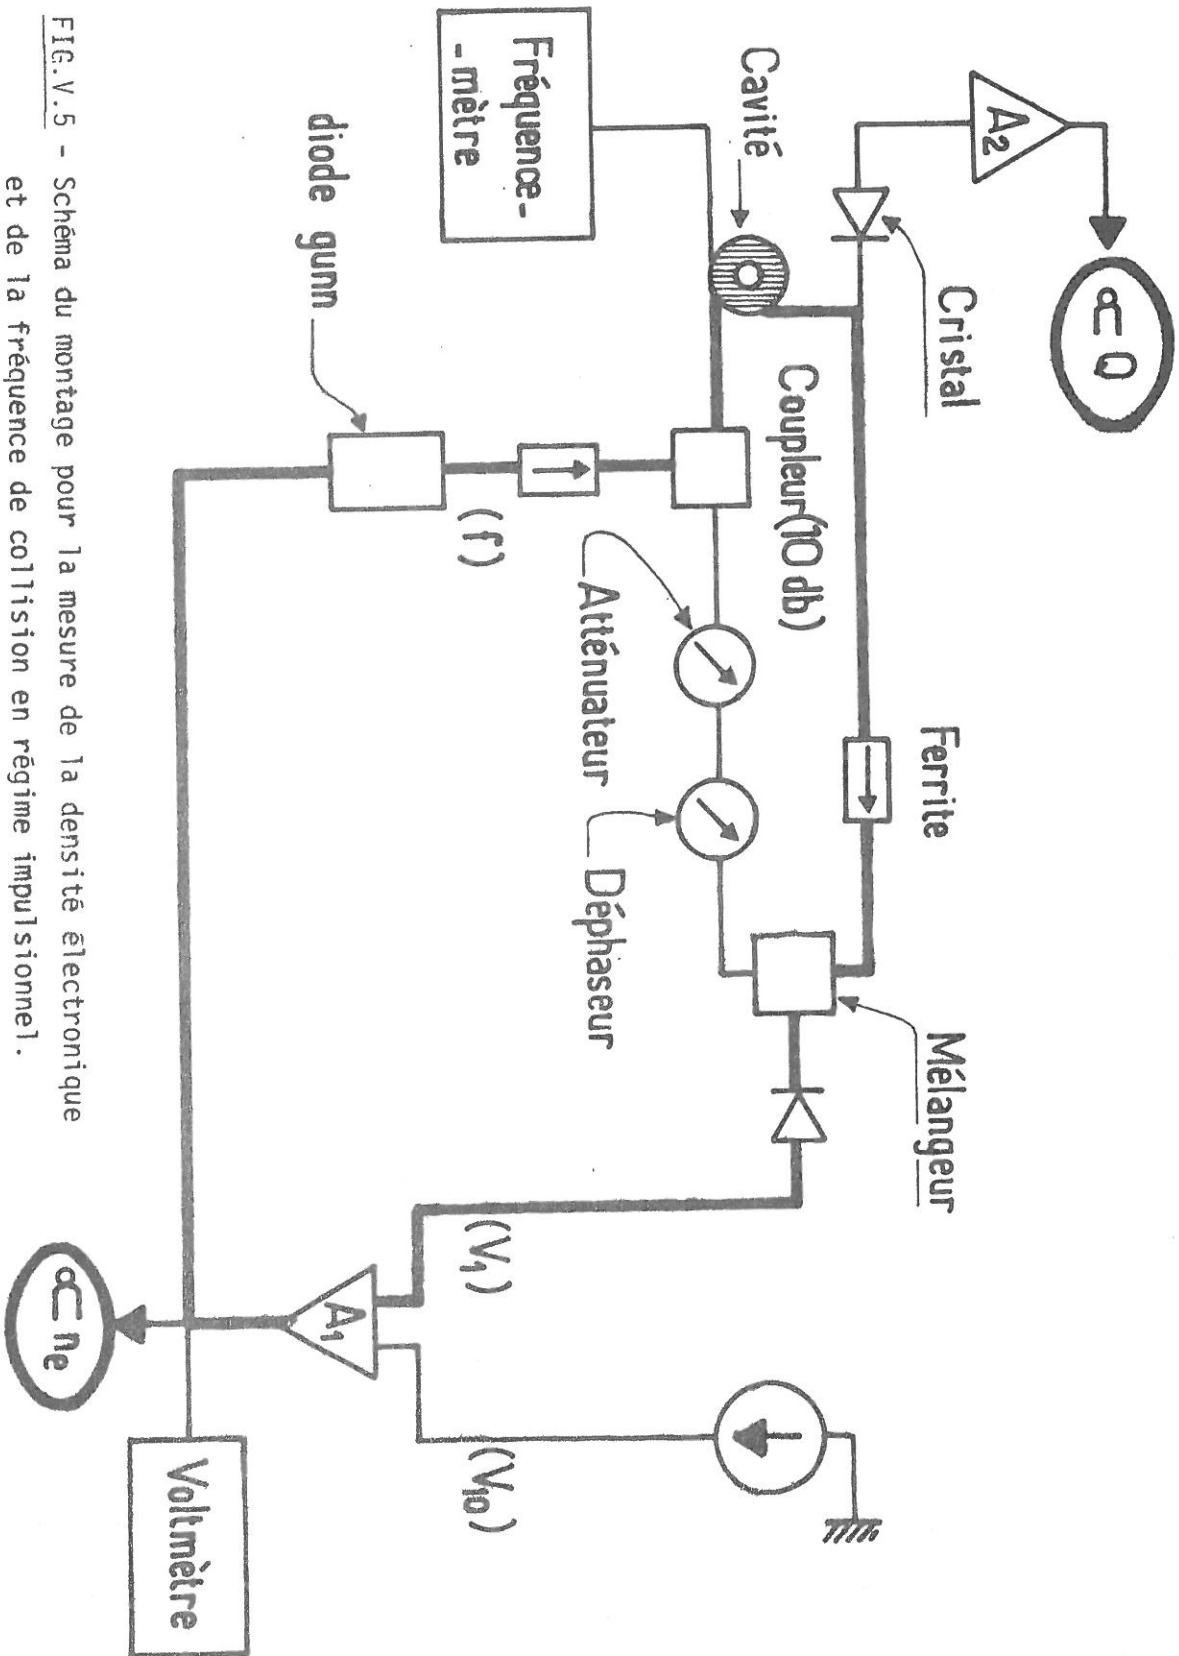 α Q
A2
Cristal
Ferrite
Mélangeur
Cavité
Coupleur(10 db)
Fréquence-
-mètre
Atténuateur
Déphaseur
(f)
diode gunn
(V1)
(V10)
A1
α ne
Voltmètre
FIG.V.5 - Schéma du montage pour la mesure de la densité électronique
et de la fréquence de collision en régime impulsionnel.